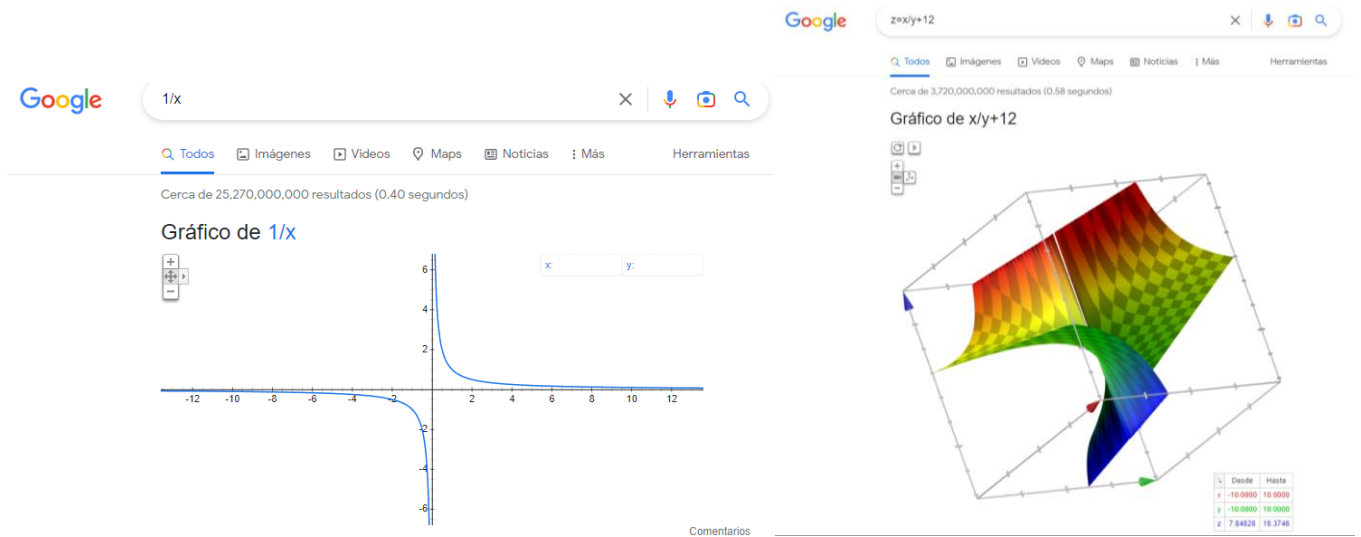 Google
1/x
Todos Imágenes Videos Maps Noticias Más Herramientas
Cerca de 25,270,000,000 resultados (0.40 segundos)
Gráfico de 1/x
x: y:
6
4
2
-12 -10 -8 -6 -4 -2 2 4 6 8 10 12
-2
-4
-6
Comentarios
Google
z=x/y+12
Todos Imágenes Videos Maps Noticias Más Herramientas
Cerca de 3,720,000,000 resultados (0.58 segundos)
Gráfico de x/y+12
Desde Hasta
x -10.0000 10.0000
y -10.0000 10.0000
z 7.84828 16.3746